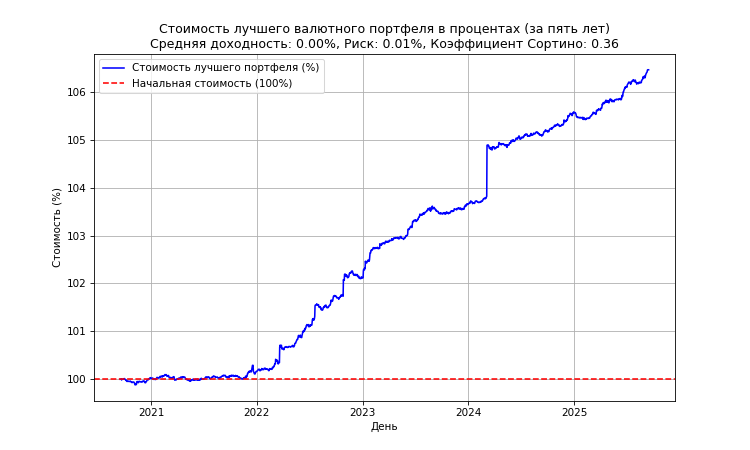 Стоимость лучшего валютного портфеля в процентах (за пять лет)
Средняя доходность: 0.00%, Риск: 0.01%, Коэффициент Сортино: 0.36
Стоимость лучшего портфеля (%)
Начальная стоимость (100%)
Стоимость (%)
106
105
104
103
102
101
100
2021
2022
2023
2024
2025
День